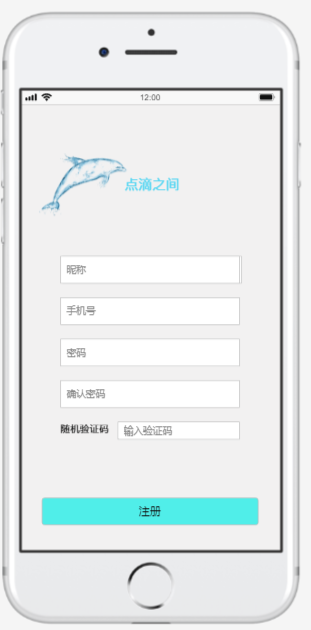 12:00
点滴之间
昵称
手机号
密码
确认密码
随机验证码 输入验证码
注册